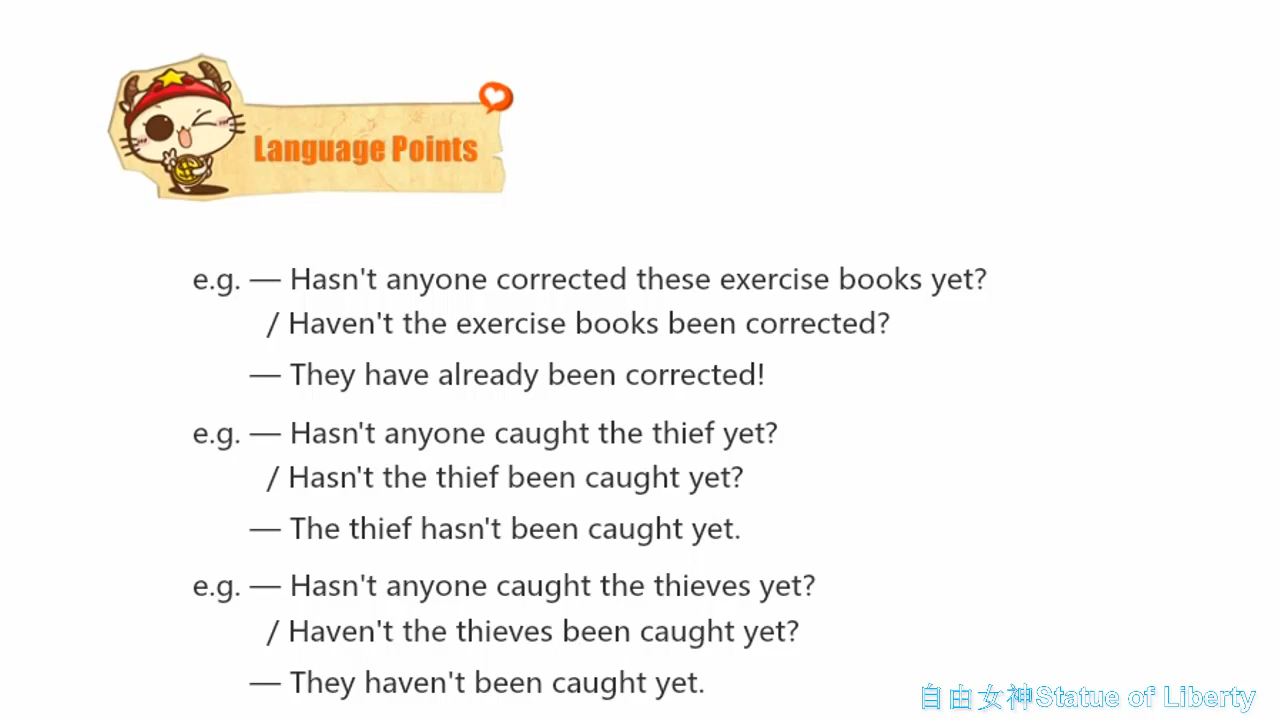 Language Points
e.g. — Hasn't anyone corrected these exercise books yet?
/ Haven't the exercise books been corrected?
— They have already been corrected!
e.g. — Hasn't anyone caught the thief yet?
/ Hasn't the thief been caught yet?
— The thief hasn't been caught yet.
e.g. — Hasn't anyone caught the thieves yet?
/ Haven't the thieves been caught yet?
— They haven't been caught yet.
自由女神Statue of Liberty